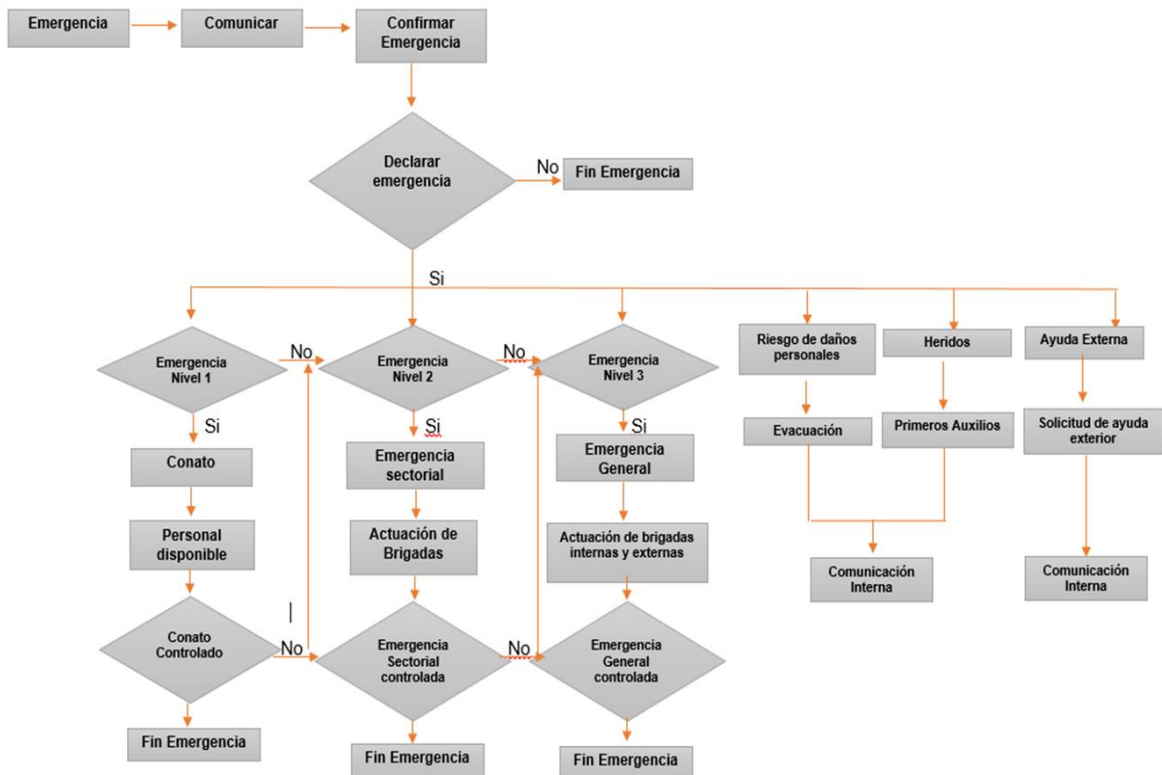 Emergencia
Comunicar
Confirmar
Emergencia
Declarar
emergencia
No
Fin Emergencia
Si
Emergencia
Nivel 1
No
Emergencia
Nivel 2
No
Emergencia
Nivel 3
Riesgo de daños
personales
Heridos
Ayuda Externa
Si
Si
Si
Conato
Emergencia
sectorial
Emergencia
General
Evacuación
Primeros Auxilios
Solicitud de ayuda
exterior
Personal
disponible
Actuación de
Brigadas
Actuación de brigadas
internas y externas
Comunicación
Interna
Comunicación
Interna
Conato
Controlado
No
Emergencia
Sectorial
controlada
No
Emergencia
General
controlada
Fin Emergencia
Fin Emergencia
Fin Emergencia